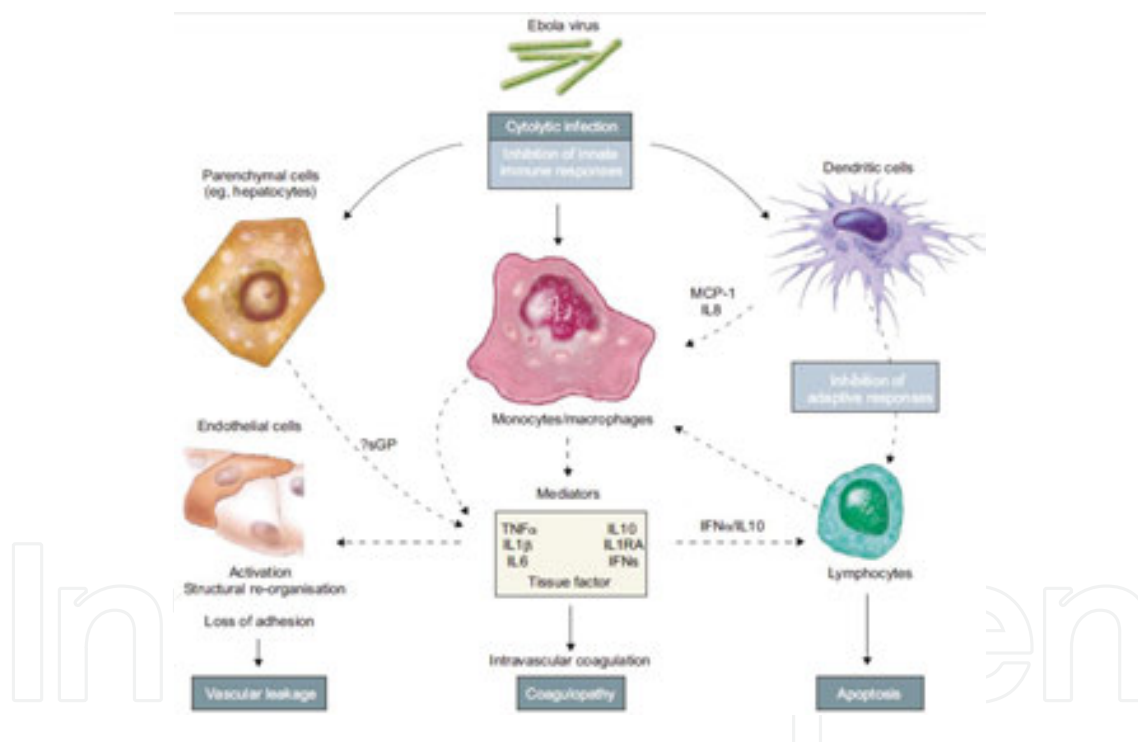 Ebola virus
Cytolytic infection
Inhibition of innate
immune responses
Parenchymal cells
(eg, hepatocytes)
Dendritic cells
MCP-1
IL8
Inhibition of
adaptive responses
Monocytes/macrophages
Endothelial cells
?sGP
Mediators
TNFα IL10
IL1β IL1RA
IL6 IFNs
Tissue factor
IFNα/IL10
Lymphocytes
Activation
Structural re-organisation
Loss of adhesion
Intravascular coagulation
Vascular leakage
Coagulopathy
Apoptosis